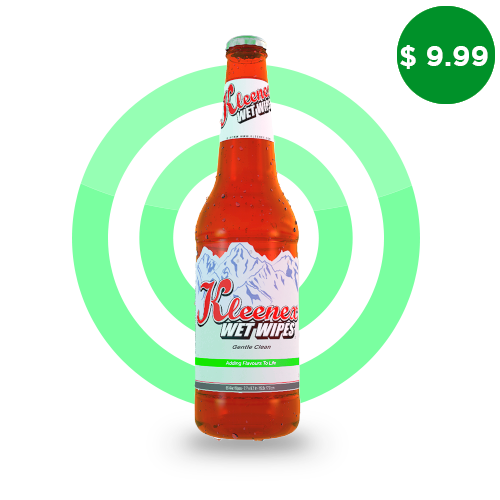 $ 9.99
Kleenex
WET WIPES
Kleenex
WET WIPES
Gentle Clean
Adding Flavours To Life